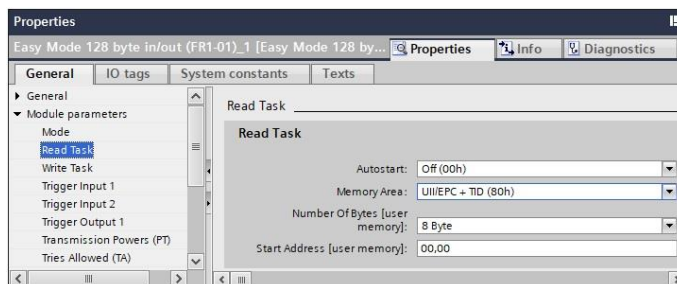 Properties
Easy Mode 128 byte in/out (FR1-01)_1 [Easy Mode 128 by...
Properties
Info
Diagnostics
General
IO tags
System constants
Texts
General
Module parameters
Mode
Read Task
Write Task
Trigger Input 1
Trigger Input 2
Trigger Output 1
Transmission Powers (PT)
Tries Allowed (TA)
Read Task
Read Task
Autostart: Off (00h)
Memory Area: UII/EPC + TID (80h)
Number Of Bytes [user
memory]: 8 Byte
Start Address [user memory]: 00,00